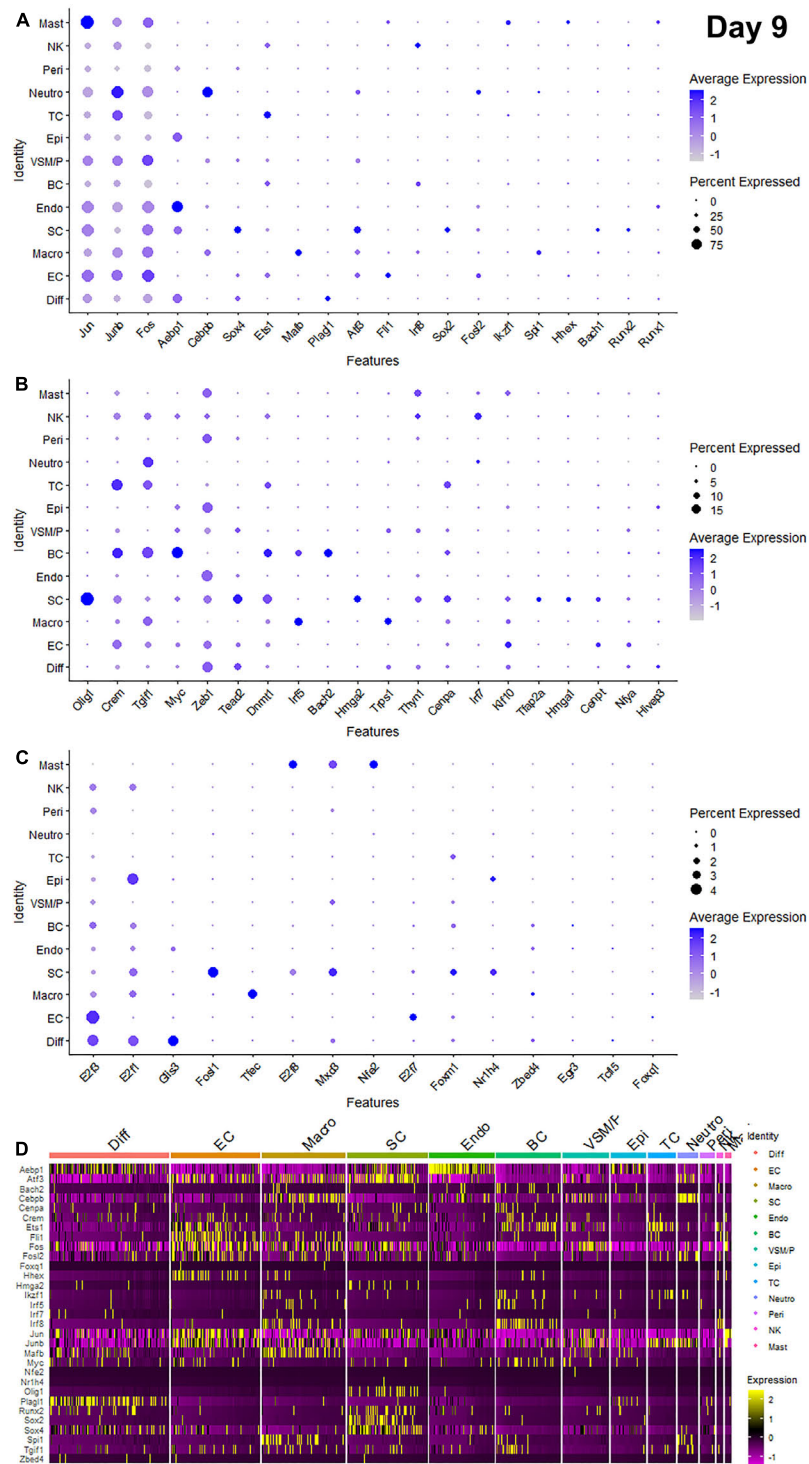 A
Day 9
Mast
NK
Peri
Neutro
TC
Epi
VSM/P
BC
Endo
SC
Macro
EC
Diff
Identity
Jun Junb Fos Aebp1 Cebpb Sox4 Ets1 Mafb Plagl1 Atf3 Fli1 Irf8 Sox2 Fosl2 Ikzf1 Spi1 Hhex Bach1 Runx2 Runx1
Features
Average Expression
2
1
0
-1
Percent Expressed
0
25
50
75
B
Mast
NK
Peri
Neutro
TC
Epi
VSM/P
BC
Endo
SC
Macro
EC
Diff
Identity
Olig1 Crem Tgif1 Myc Zeb1 Tead2 Dnmt1 Irf5 Bach2 Hmga2 Trps1 Thyn1 Cenpa Irf7 Klf10 Tfap2a Hmga1 Cenpt Nfya Hivep3
Features
Percent Expressed
0
5
10
15
Average Expression
2
1
0
-1
C
Mast
NK
Peri
Neutro
TC
Epi
VSM/P
BC
Endo
SC
Macro
EC
Diff
Identity
E2f3 E2f1 Glis3 Fosl1 Tfec E2f8 Mxd3 Nfe2 E2f7 Foxm1 Nr1h4 Zbed4 Egr3 Tcf5 Foxq1
Features
Percent Expressed
0
1
2
3
4
Average Expression
2
1
0
-1
D
Diff EC Macro SC Endo BC VSM/P Epi TC Neutro Peri NK M
Aebp1
Atf3
Bach2
Cebpb
Cenpa
Crem
Ets1
Fli1
Fos
Fosl2
Foxq1
Hhex
Hmga2
Ikzf1
Irf5
Irf7
Irf8
Jun
Junb
Mafb
Myc
Nfe2
Nr1h4
Olig1
Plagl1
Runx2
Sox2
Sox4
Spi1
Tgif1
Zbed4
Identity
Diff
EC
Macro
SC
Endo
BC
VSM/P
Epi
TC
Neutro
Peri
NK
Mast
Expression
2
1
0
-1